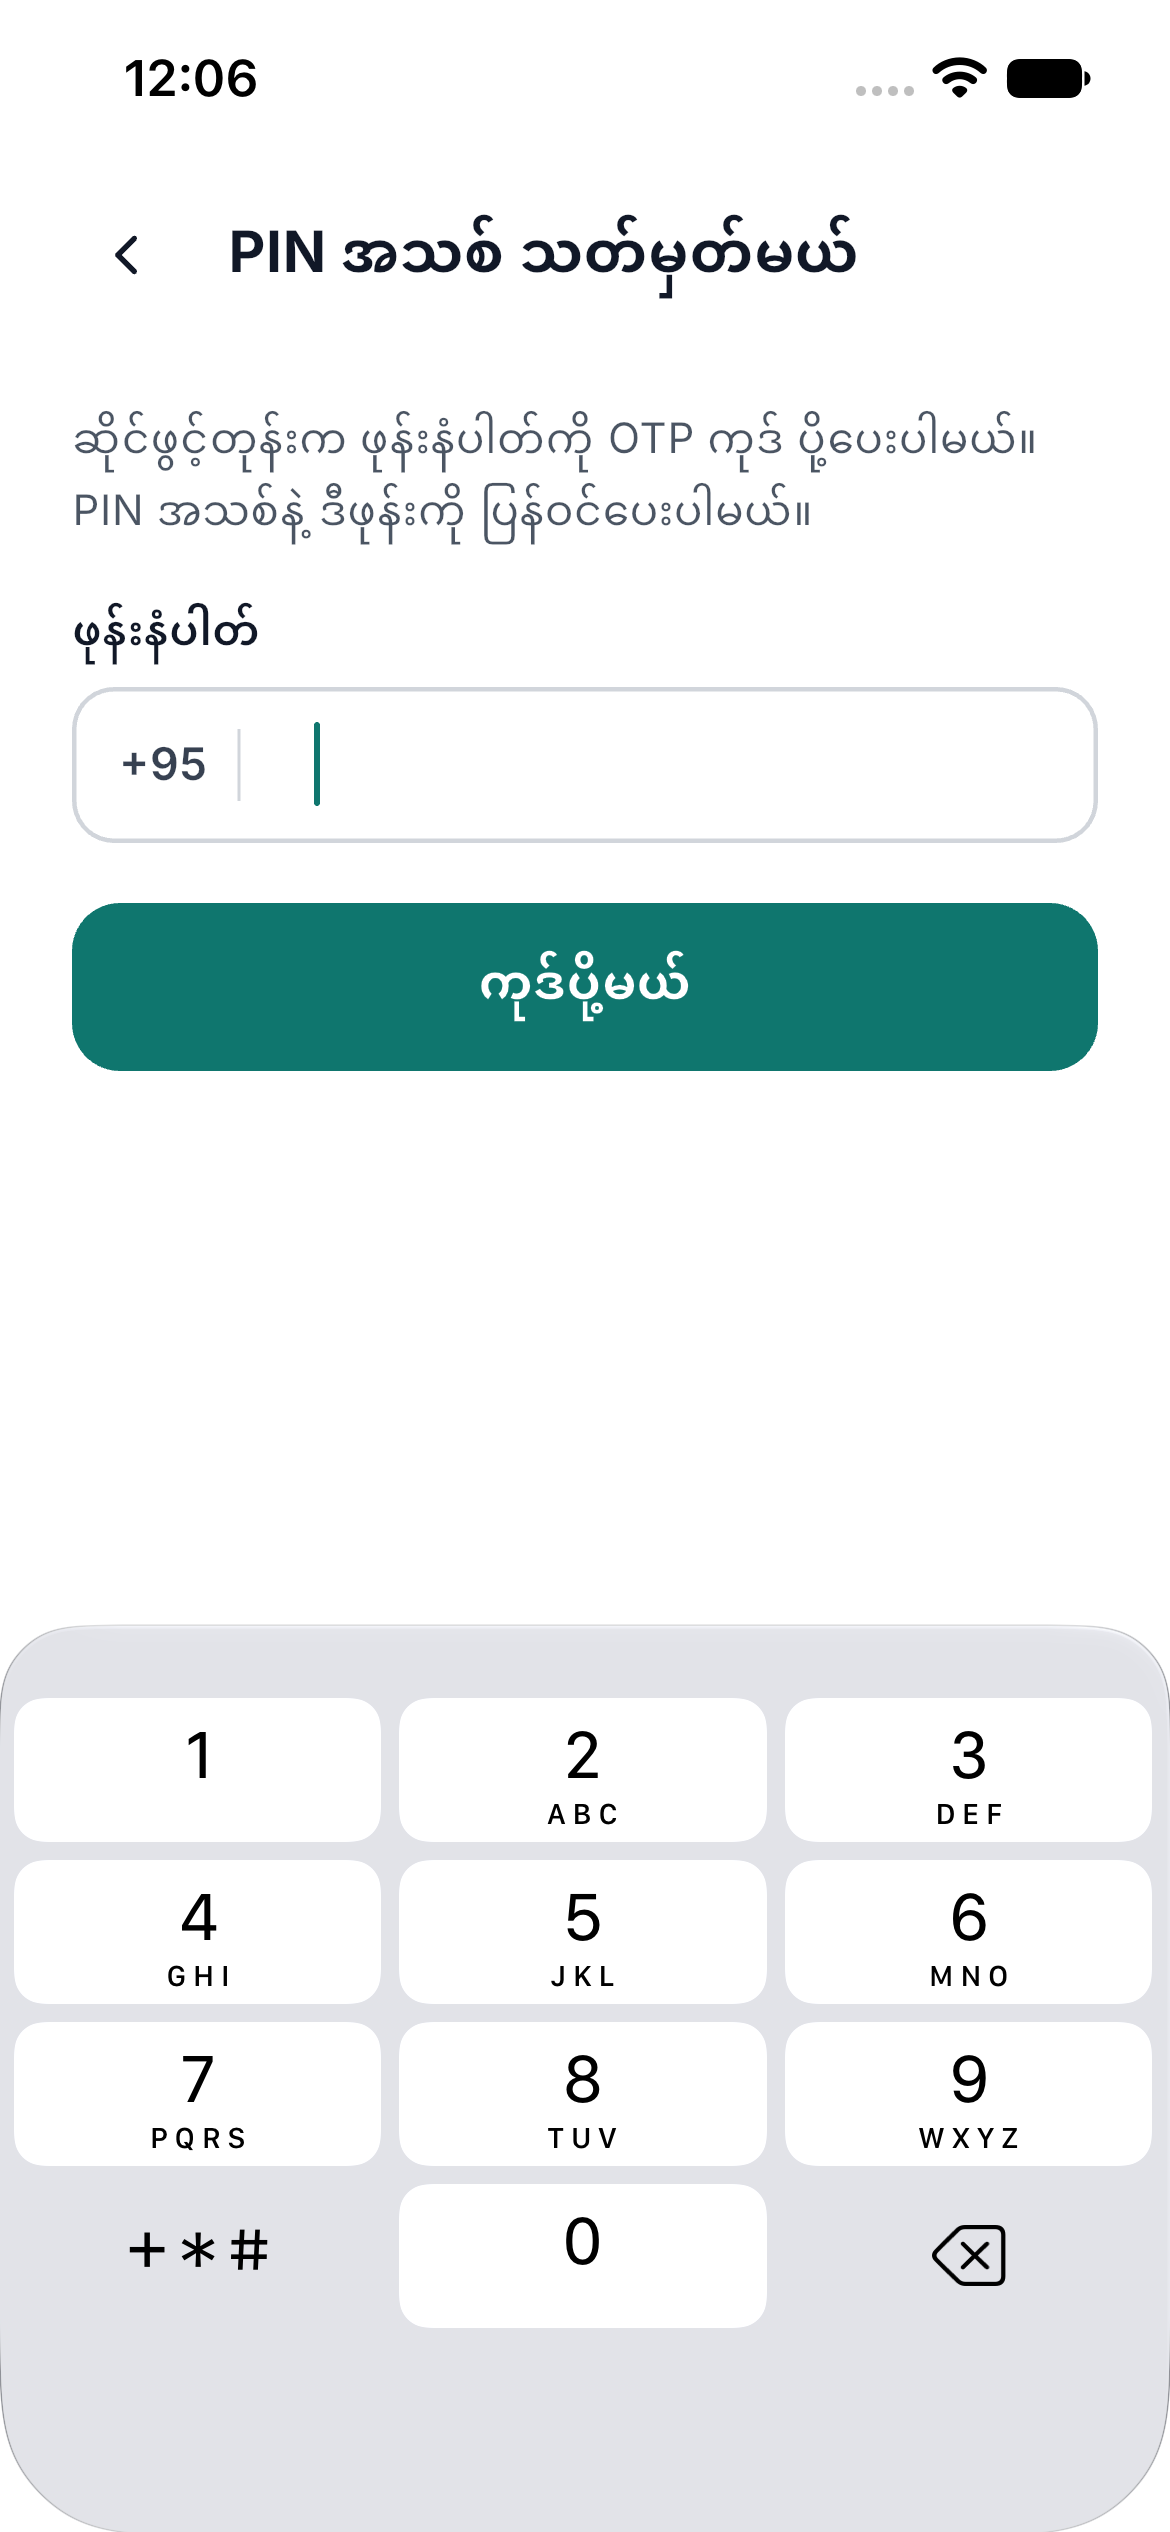 12:06
PIN အသစ် သတ်မှတ်မယ်
ဆိုင်ဖွင့်တုန်းက ဖုန်းနံပါတ်ကို OTP ကုဒ် ပို့ပေးပါမယ်။
PIN အသစ်နဲ့ ဒီဖုန်းကို ပြန်ဝင်ပေးပါမယ်။
ဖုန်းနံပါတ်
+95
ကုဒ်ပို့မယ်
1 2 3
ABC DEF
4 5 6
GHI JKL MNO
7 8 9
PQRS TUV WXYZ
+*# 0